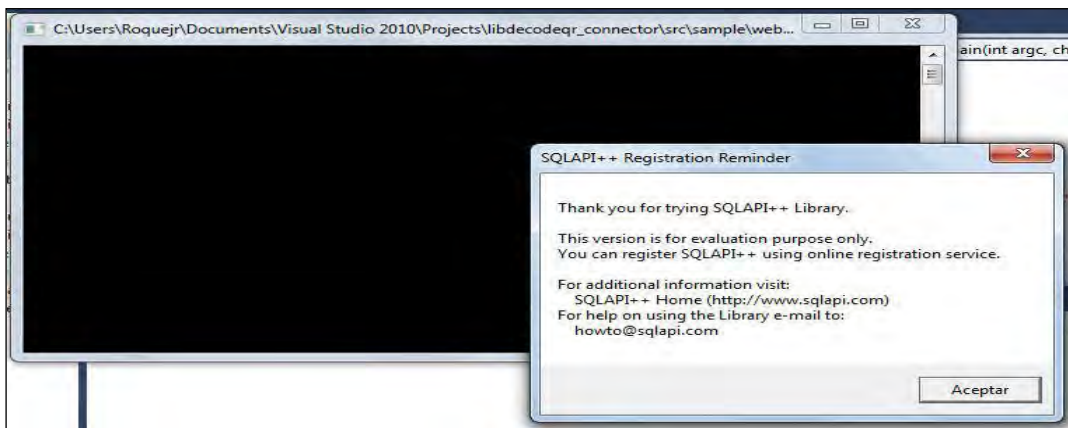 C:\Users\Roquejr\Documents\Visual Studio 2010\Projects\libdecodeqr_connector\src\sample\web...
ain(int argc, ch
SQLAPI++ Registration Reminder
Thank you for trying SQLAPI++ Library.
This version is for evaluation purpose only.
You can register SQLAPI++ using online registration service.
For additional information visit:
SQLAPI++ Home (http://www.sqlapi.com)
For help on using the Library e-mail to:
howto@sqlapi.com
Aceptar